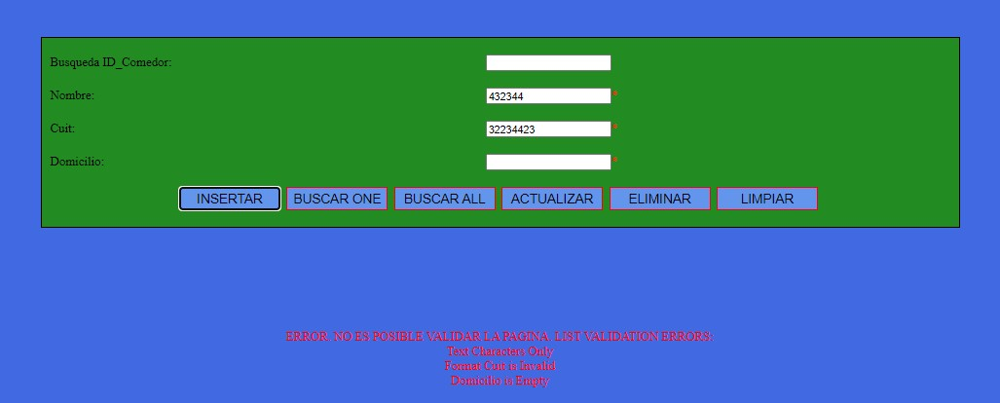 Busqueda ID_Comedor:
Nombre: 432344 *
Cuit: 32234423 *
Domicilio: *
INSERTAR BUSCAR ONE BUSCAR ALL ACTUALIZAR ELIMINAR LIMPIAR
ERROR NO ES POSIBLE VALIDAR LA PAGINA. LIST VALIDATION ERRORS:
Text Characters Only
Format Cuit is Invalid
Domicilio is Empty